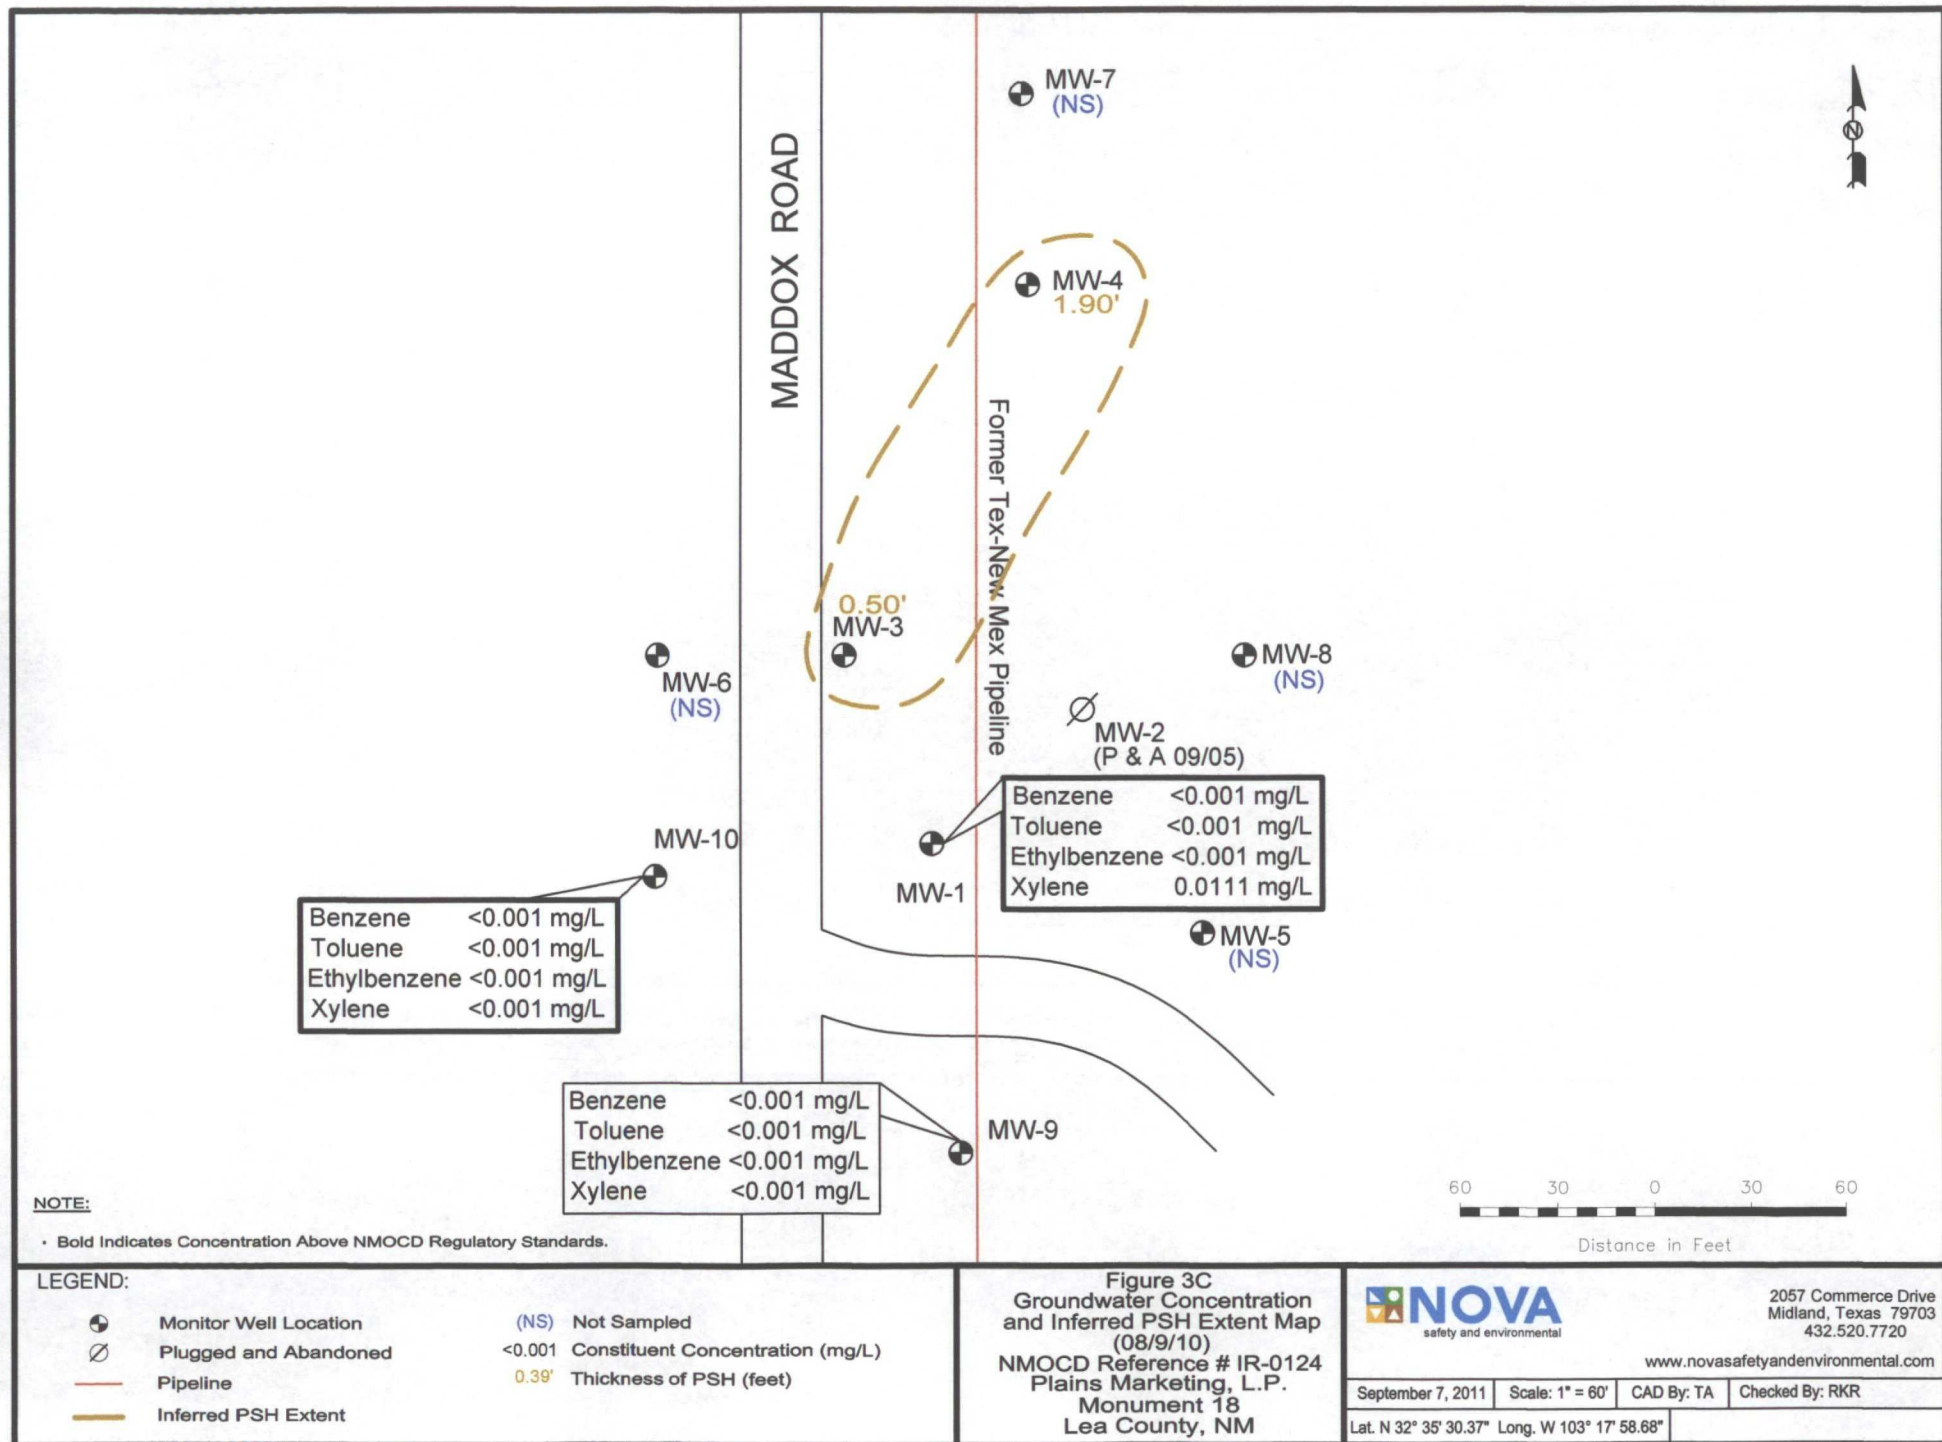 MW-7
(NS)
MADDOX ROAD
MW-4
1.90'
Former Tex-New Mex Pipeline
0.50'
MW-3
MW-6
(NS)
MW-8
(NS)
MW-2
(P & A 09/05)
Benzene <0.001 mg/L
Toluene <0.001 mg/L
Ethylbenzene <0.001 mg/L
Xylene 0.0111 mg/L
MW-10
MW-1
Benzene <0.001 mg/L
Toluene <0.001 mg/L
Ethylbenzene <0.001 mg/L
Xylene <0.001 mg/L
MW-5
(NS)
Benzene <0.001 mg/L
Toluene <0.001 mg/L
Ethylbenzene <0.001 mg/L
Xylene <0.001 mg/L
MW-9
60 30 0 30 60
Distance in Feet
NOTE:
• Bold Indicates Concentration Above NMOCD Regulatory Standards.
LEGEND:
Monitor Well Location
Plugged and Abandoned
Pipeline
Inferred PSH Extent
(NS) Not Sampled
<0.001 Constituent Concentration (mg/L)
0.39' Thickness of PSH (feet)
Figure 3C
Groundwater Concentration
and Inferred PSH Extent Map
(08/9/10)
NMOCD Reference # IR-0124
Plains Marketing, L.P.
Monument 18
Lea County, NM
NOVA
safety and environmental
2057 Commerce Drive
Midland, Texas 79703
432.520.7720
www.novasafetyandenvironmental.com
September 7, 2011 Scale: 1" = 60' CAD By: TA Checked By: RKR
Lat. N 32° 35' 30.37" Long. W 103° 17' 58.68"
N